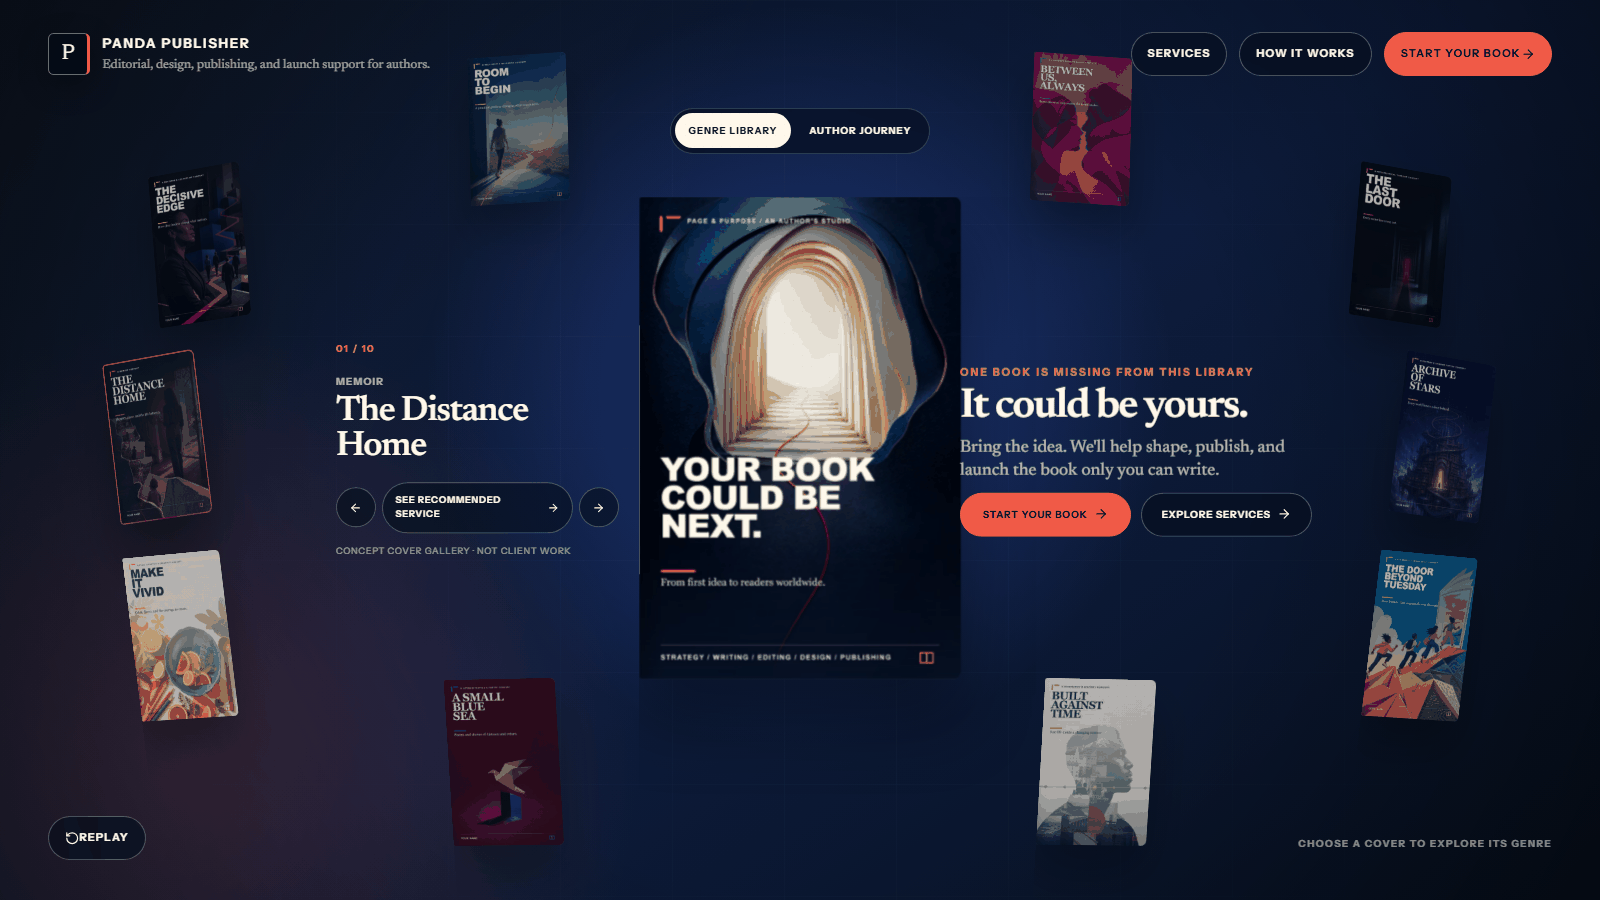 P
PANDA PUBLISHER
Editorial, design, publishing, and launch support for authors.
SERVICES
HOW IT WORKS
START YOUR BOOK →
GENRE LIBRARY
AUTHOR JOURNEY
ROOM
TO
BEGIN
BETWEEN
US,
ALWAYS
THE
DECISIVE
EDGE
THE
LAST
DOOR
THE
DISTANCE
HOME
ARCHIVE
OF
STARS
MAKE
IT
VIVID
THE DOOR
BEYOND
TUESDAY
A SMALL
BLUE
SEA
BUILT
AGAINST
TIME
01 / 10
MEMOIR
The Distance
Home
←
SEE RECOMMENDED
SERVICE →
→
CONCEPT COVER GALLERY · NOT CLIENT WORK
PAGE & PURPOSE / AN AUTHOR'S STUDIO
YOUR BOOK
COULD BE
NEXT.
From first idea to readers worldwide.
STRATEGY / WRITING / EDITING / DESIGN / PUBLISHING
ONE BOOK IS MISSING FROM THIS LIBRARY
It could be yours.
Bring the idea. We'll help shape, publish, and
launch the book only you can write.
START YOUR BOOK →
EXPLORE SERVICES →
REPLAY
CHOOSE A COVER TO EXPLORE ITS GENRE